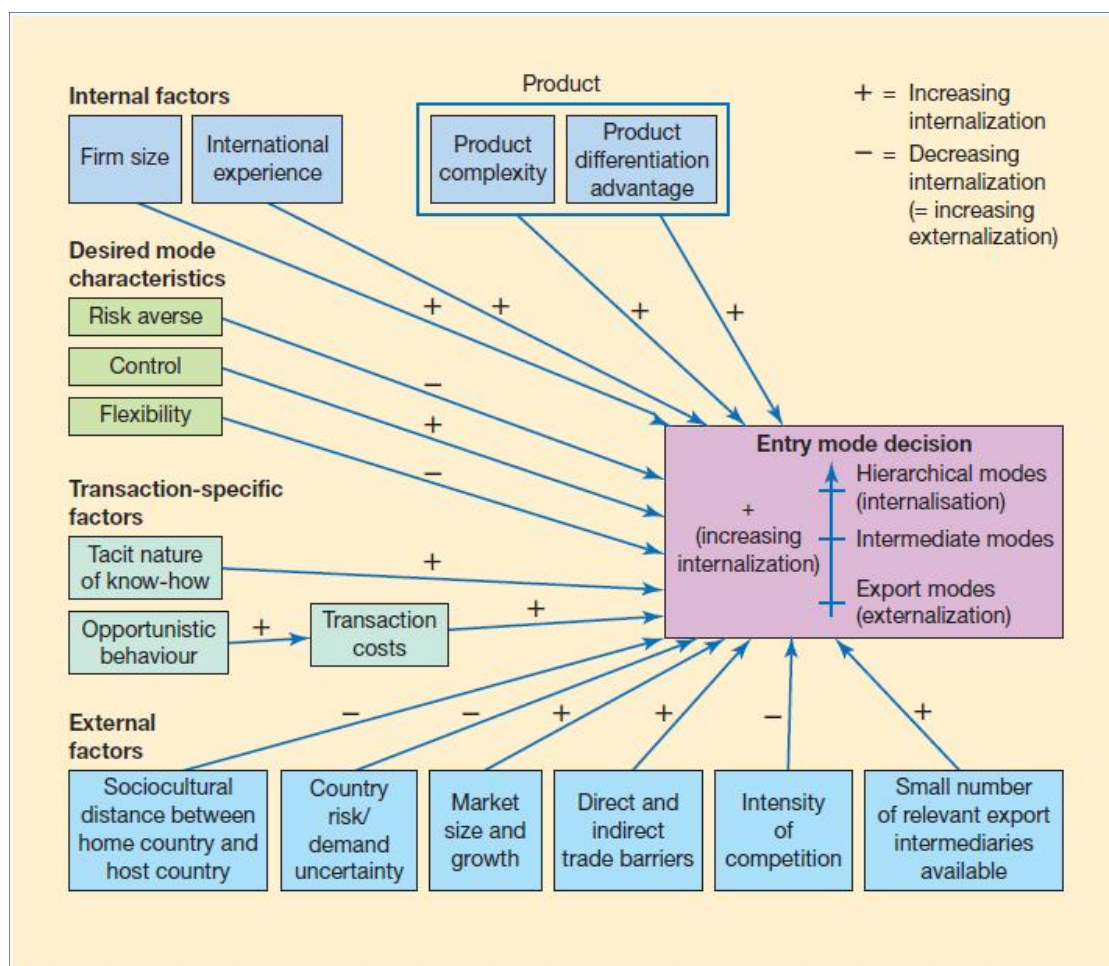 Internal factors
Firm size
International
experience
Product
Product
complexity
Product
differentiation
advantage
+ = Increasing
internalization
− = Decreasing
internalization
(= increasing
externalization)
Desired mode
characteristics
Risk averse
Control
Flexibility
+
+
+
+
−
+
−
Transaction-specific
factors
Tacit nature
of know-how
+
Opportunistic
behaviour
+
Transaction
costs
+
Entry mode decision
+
(increasing
internalization)
Hierarchical modes
(internalisation)
Intermediate modes
Export modes
(externalization)
External
factors
−
−
+
+
−
+
Sociocultural
distance between
home country and
host country
Country
risk/
demand
uncertainty
Market
size and
growth
Direct and
indirect
trade barriers
Intensity
of
competition
Small number
of relevant export
intermediaries
available